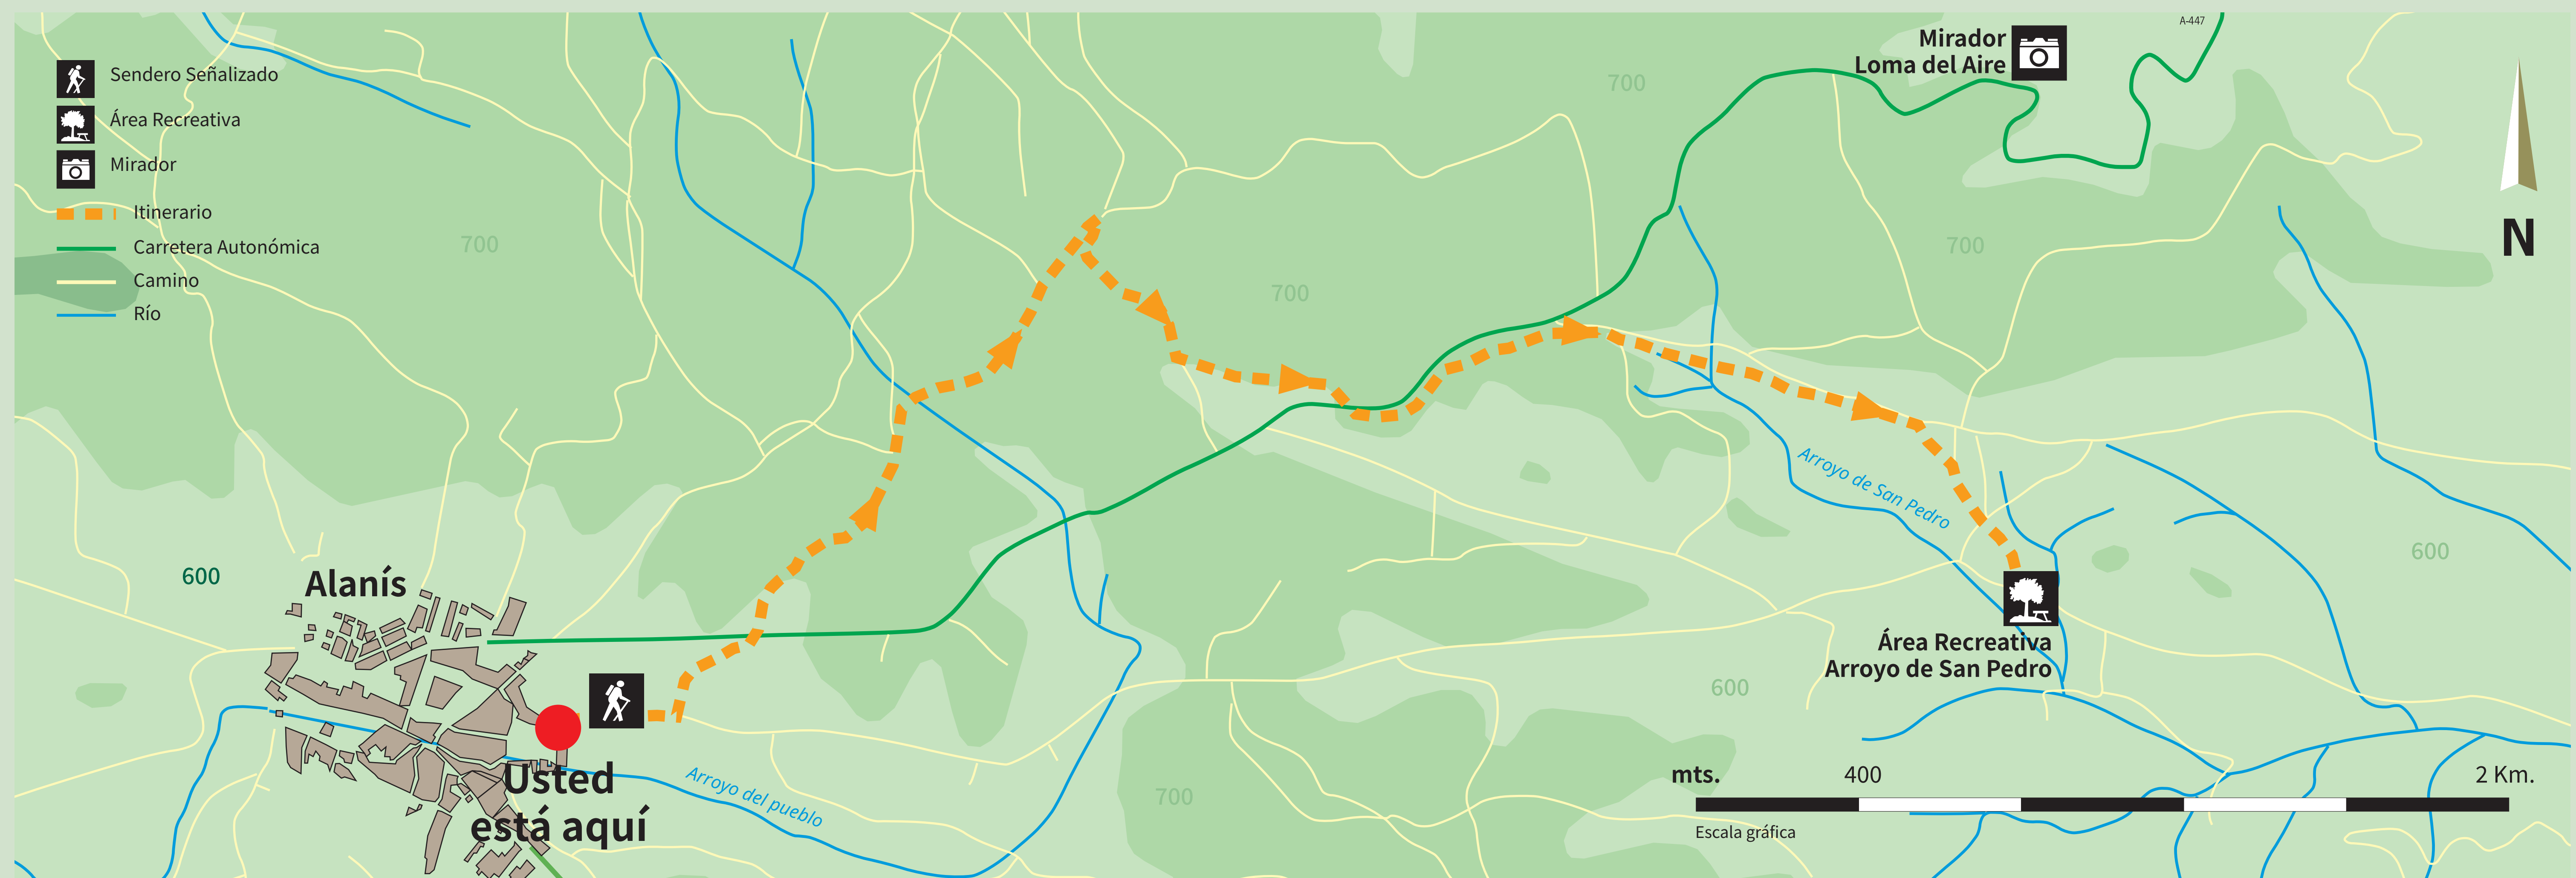 Sendero Señalizado
Área Recreativa
Mirador
Itinerario
Carretera Autonómica
Camino
Río
700
600
Alanís
Usted
está aquí
Arroyo del pueblo
700
700
Mirador
Loma del Aire
A-447
700
N
Arroyo de San Pedro
600
Área Recreativa
Arroyo de San Pedro
600
700
mts.
400
2 Km.
Escala gráfica